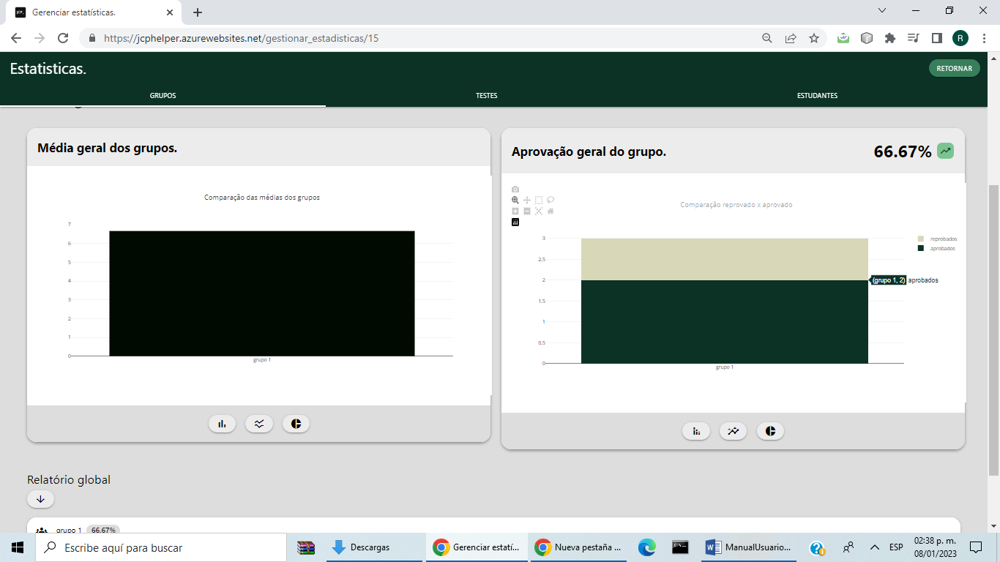 Gerenciar estatísticas.
https://jcphelper.azurewebsites.net/gestionar_estadisticas/15
R
Estatisticas.
RETORNAR
GRUPOS
TESTES
ESTUDANTES
Média geral dos grupos.
Comparação das médias dos grupos
7
6
5
4
3
2
1
0
grupo 1
Aprovação geral do grupo.
66.67%
Comparação reprovado x aprovado
3
2.5
2
1.5
1
0.5
0
grupo 1
reprobados
aprobados
(grupo 1, 2) aprobados
Relatório global
grupo 1 66.67%
Escribe aquí para buscar
Descargas
Gerenciar estatí...
Nueva pestaña ...
ManualUsuario...
ESP
02:38 p. m.
08/01/2023